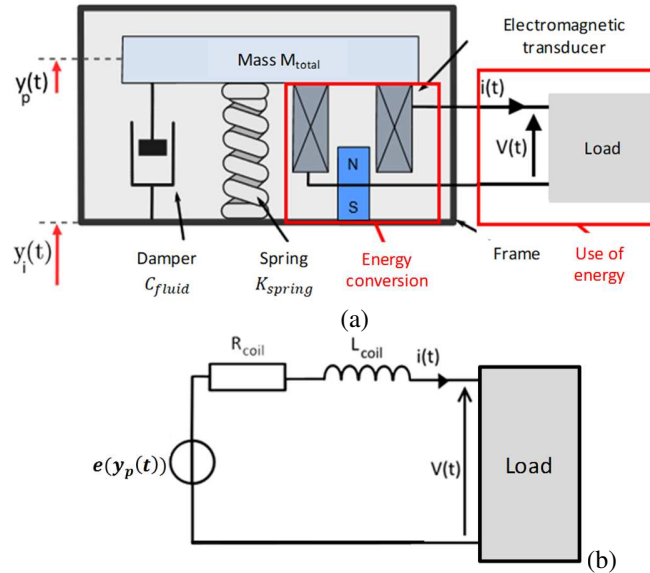 Electromagnetic
transducer
Mass M_total
y_p(t)
i(t)
V(t)
Load
N
S
y_i(t)
Damper
C_fluid
Spring
K_spring
Energy
conversion
Frame
Use of
energy
(a)
R_coil
L_coil
i(t)
e(y_p(t))
V(t)
Load
(b)